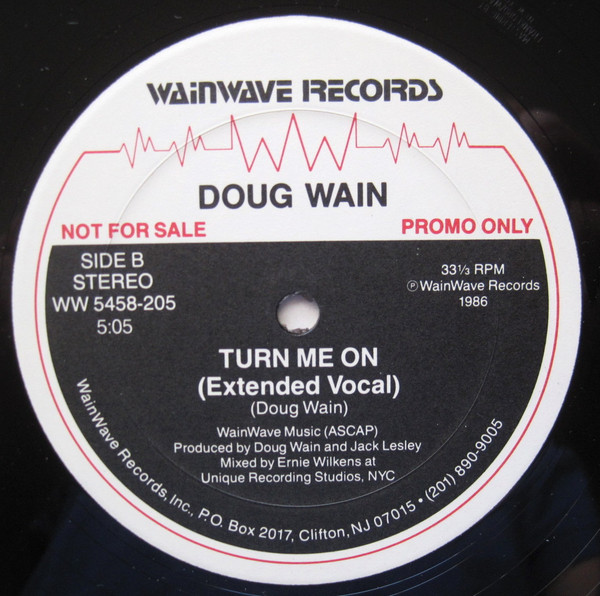 WAINWAVE RECORDS
DOUG WAIN
NOT FOR SALE
PROMO ONLY
SIDE B
STEREO
WW 5458-205
5:05
33⅓ RPM
Ⓟ WainWave Records
1986
TURN ME ON
(Extended Vocal)
(Doug Wain)
WainWave Music (ASCAP)
Produced by Doug Wain and Jack Lesley
Mixed by Ernie Wilkens at
Unique Recording Studios, NYC
WainWave Records, Inc., P.O. Box 2017, Clifton, NJ 07015 • (201) 890-9005